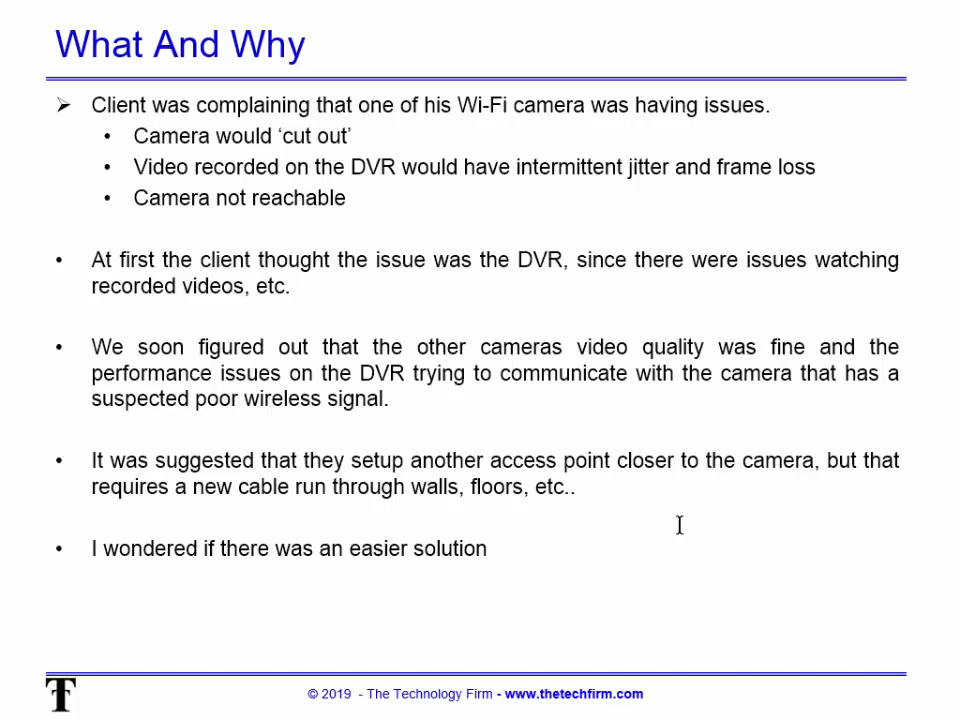 What And Why
➢ Client was complaining that one of his Wi-Fi camera was having issues.
• Camera would ‘cut out’
• Video recorded on the DVR would have intermittent jitter and frame loss
• Camera not reachable
• At first the client thought the issue was the DVR, since there were issues watching
recorded videos, etc.
• We soon figured out that the other cameras video quality was fine and the
performance issues on the DVR trying to communicate with the camera that has a
suspected poor wireless signal.
• It was suggested that they setup another access point closer to the camera, but that
requires a new cable run through walls, floors, etc..
• I wondered if there was an easier solution
© 2019 - The Technology Firm - www.thetechfirm.com